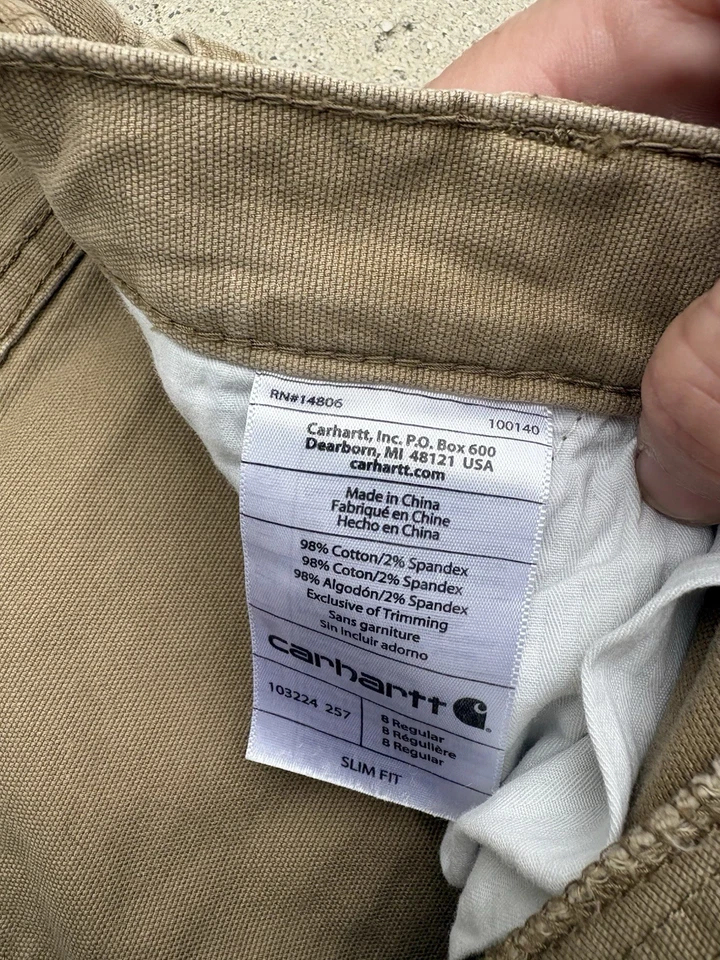 RN#14806 100140
Carhartt, Inc. P.O. Box 600
Dearborn, MI 48121 USA
carhartt.com
Made in China
Fabriqué en Chine
Hecho en China
98% Cotton/2% Spandex
98% Coton/2% Spandex
98% Algodón/2% Spandex
Exclusive of Trimming
Sans garniture
Sin incluir adorno
carhartt
103224 257
8 Regular
8 Régulière
8 Regular
SLIM FIT